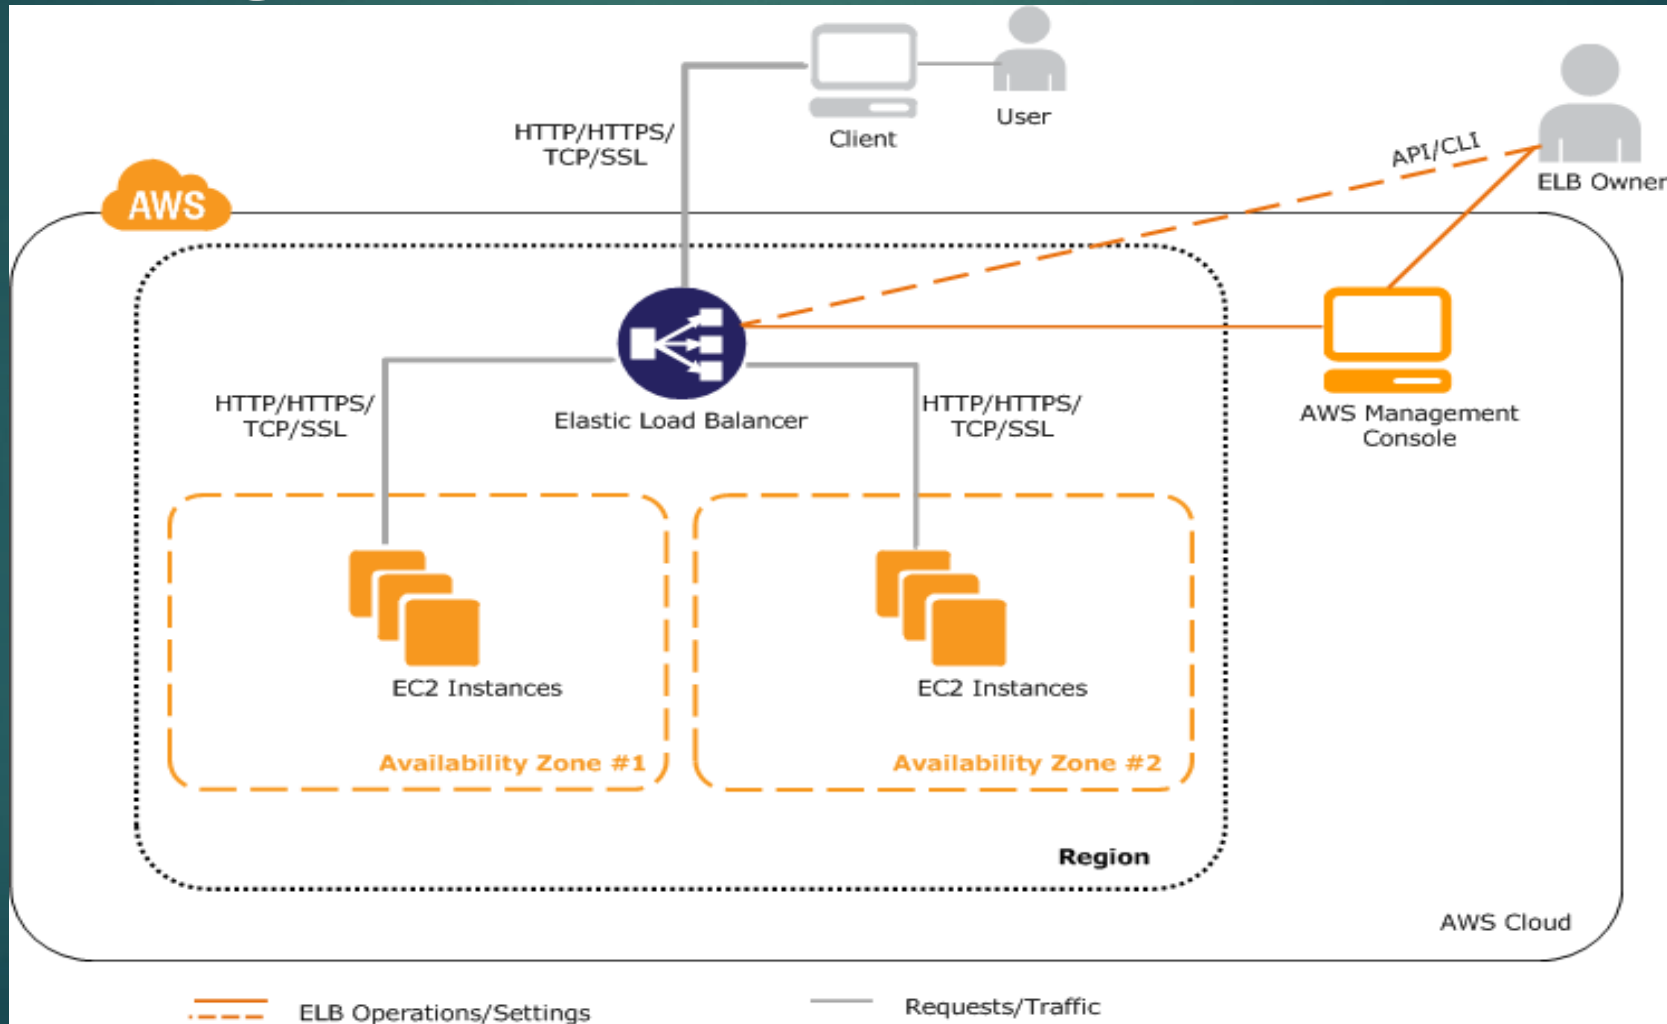 User
Client
HTTP/HTTPS/
TCP/SSL
API/CLI
ELB Owner
AWS
Elastic Load Balancer
HTTP/HTTPS/
TCP/SSL
HTTP/HTTPS/
TCP/SSL
AWS Management
Console
EC2 Instances
EC2 Instances
Availability Zone #1
Availability Zone #2
Region
AWS Cloud
ELB Operations/Settings
Requests/Traffic